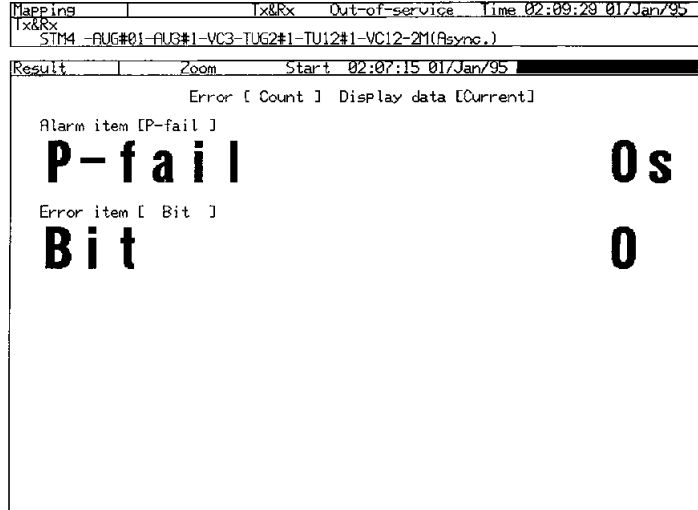 Mapping Tx&Rx Out-of-service Time 02:09:29 01/Jan/95
Tx&Rx
STM4 -AUG#01-AU3#1-VC3-TUG2#1-TU12#1-VC12-2M(Async.)
Result Zoom Start 02:07:15 01/Jan/95
Error [ Count ] Display data [Current]
Alarm item [P-fail ]
P-fail 0s
Error item [ Bit ]
Bit 0